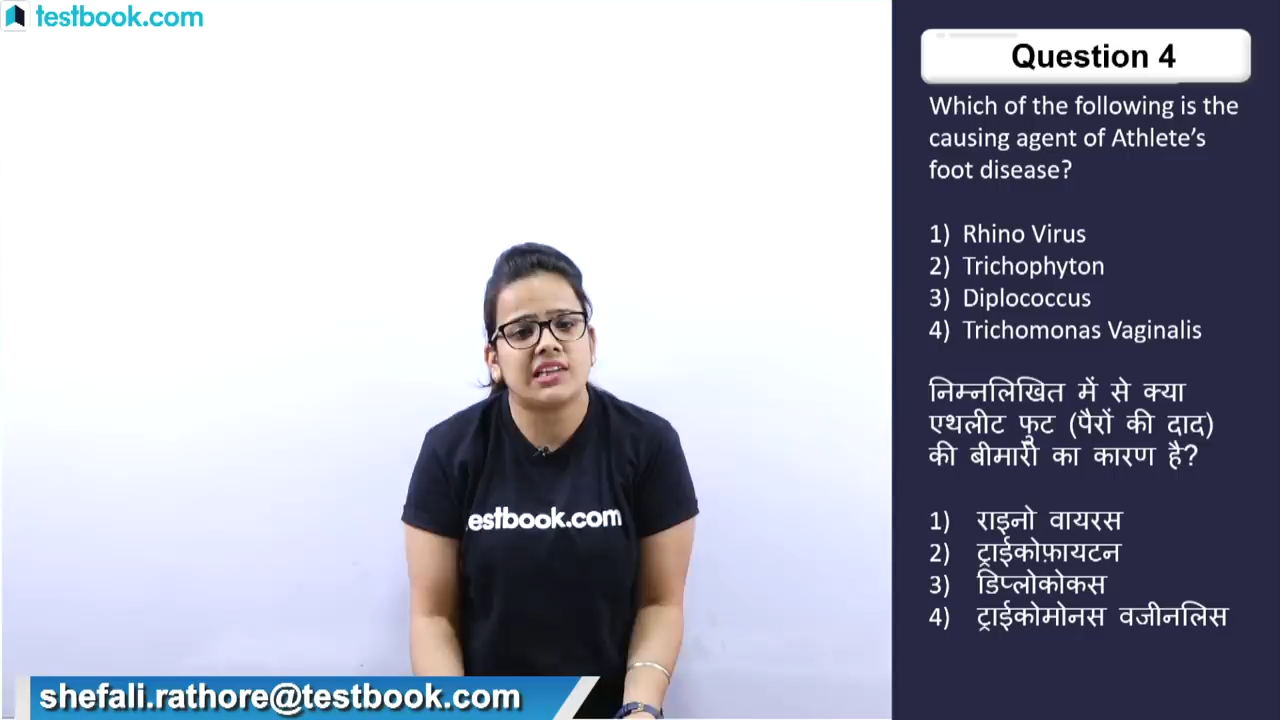 testbook.com
Question 4
Which of the following is the
causing agent of Athlete's
foot disease?
1) Rhino Virus
2) Trichophyton
3) Diplococcus
4) Trichomonas Vaginalis
निम्नलिखित में से क्या
एथलीट फुट (पैरों की दाद)
की बीमारी का कारण है?
1) राइनो वायरस
2) ट्राईकोफ़ायटन
3) डिप्लोकोकस
4) ट्राईकोमोनस वजीनलिस
estbook.com
shefali.rathore@testbook.com